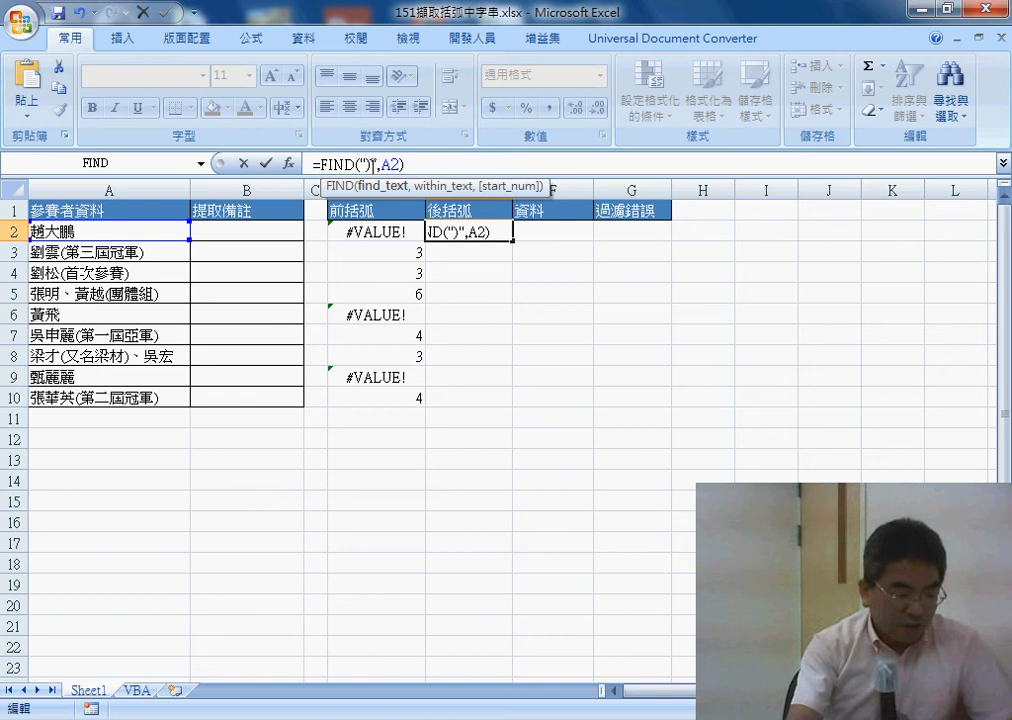 151擷取括弧中字串.xlsx - Microsoft Excel
常用 插入 版面配置 公式 資料 校閱 檢視 開發人員 增益集 Universal Document Converter
貼上 11 A A 通用格式 設定格式化的條件 格式化為表格 儲存格樣式 插入 刪除 格式 Σ 排序與篩選 尋找與選取
B I U A 中 $ % ,
剪貼簿 字型 對齊方式 數值 樣式 儲存格 編輯
FIND fx =FIND(")",A2)
FIND(find_text, within_text, [start_num])
A B C F G H I J K L
1 參賽者資料 提取備註 前括弧 後括弧 資料 過濾錯誤
2 趙大鵬 #VALUE! ND(")",A2)
3 劉雲(第三屆冠軍) 3
4 劉松(首次參賽) 3
5 張明、黃越(團體組) 6
6 黃飛 #VALUE!
7 吳申麗(第一屆亞軍) 4
8 梁才(又名梁材)、吳宏 3
9 甄麗麗 #VALUE!
10 張華英(第二屆冠軍) 4
11
12
13
14
15
16
17
18
19
20
21
22
23
Sheet1 VBA
編輯